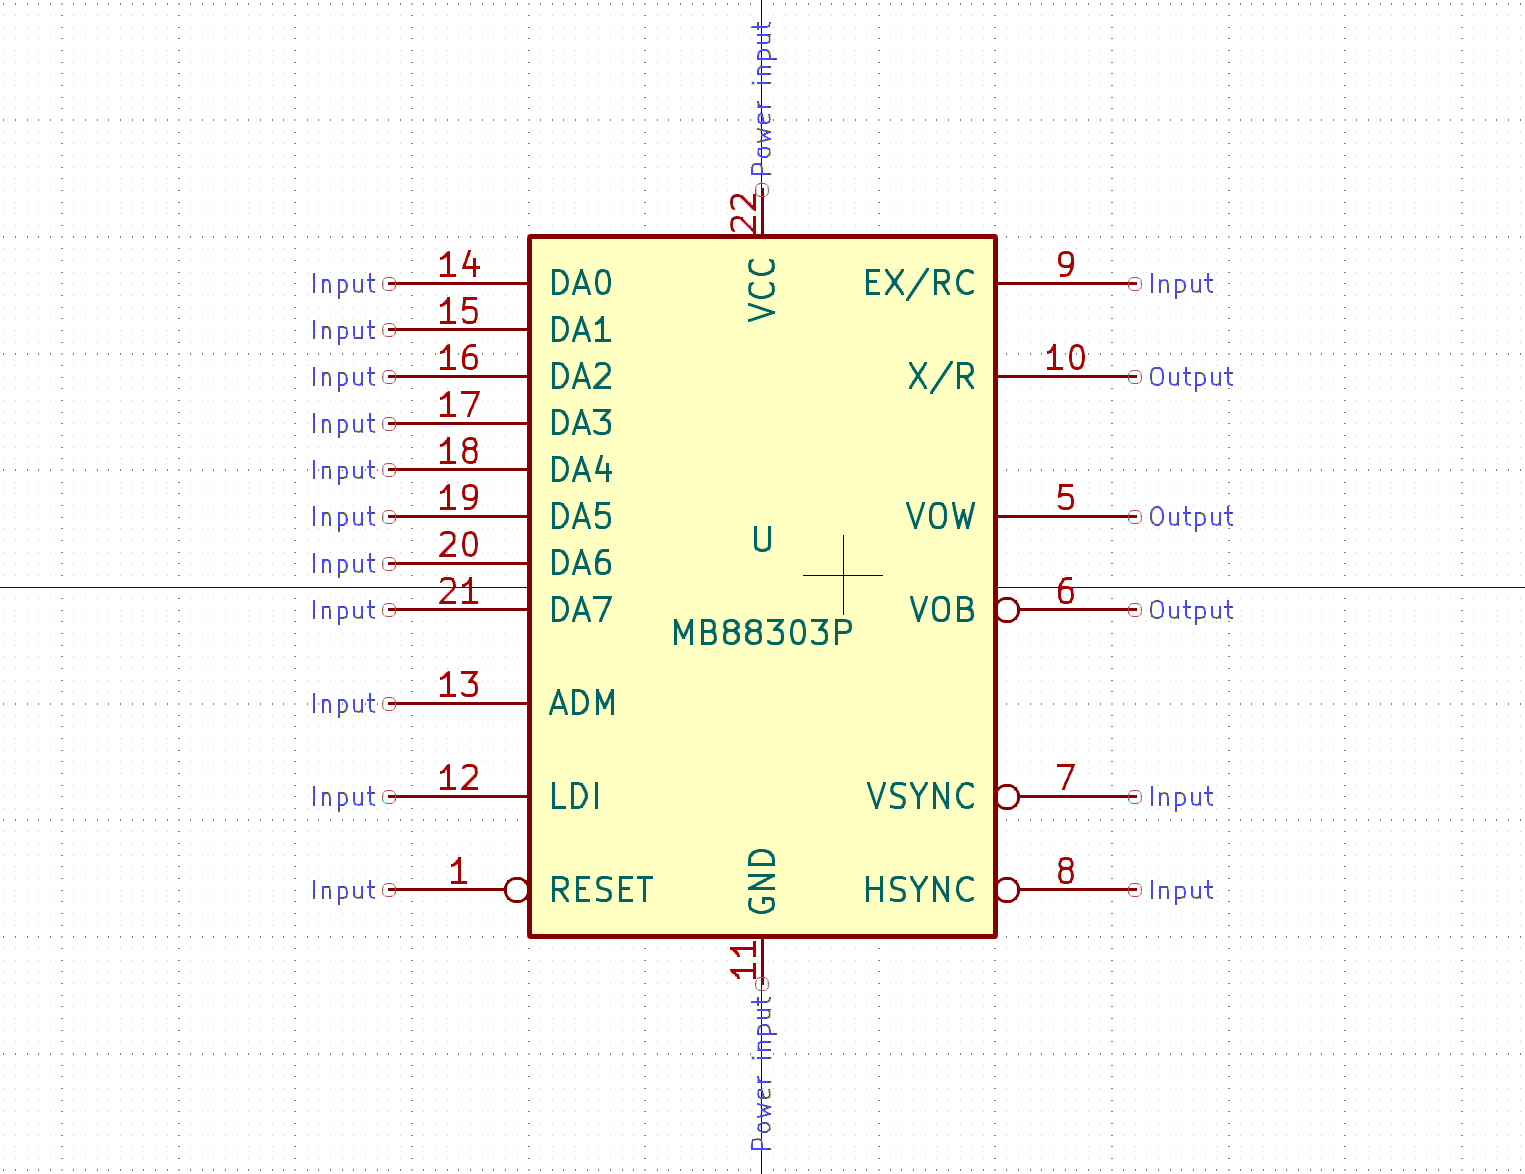 Power input
22
VCC
Input 14 DA0
EX/RC 9 Input
Input 15 DA1
Input 16 DA2
X/R 10 Output
Input 17 DA3
Input 18 DA4
Input 19 DA5
VOW 5 Output
U
Input 20 DA6
Input 21 DA7
VOB 6 Output
MB88303P
Input 13 ADM
Input 12 LDI
VSYNC 7 Input
Input 1 RESET
HSYNC 8 Input
GND
11
Power input